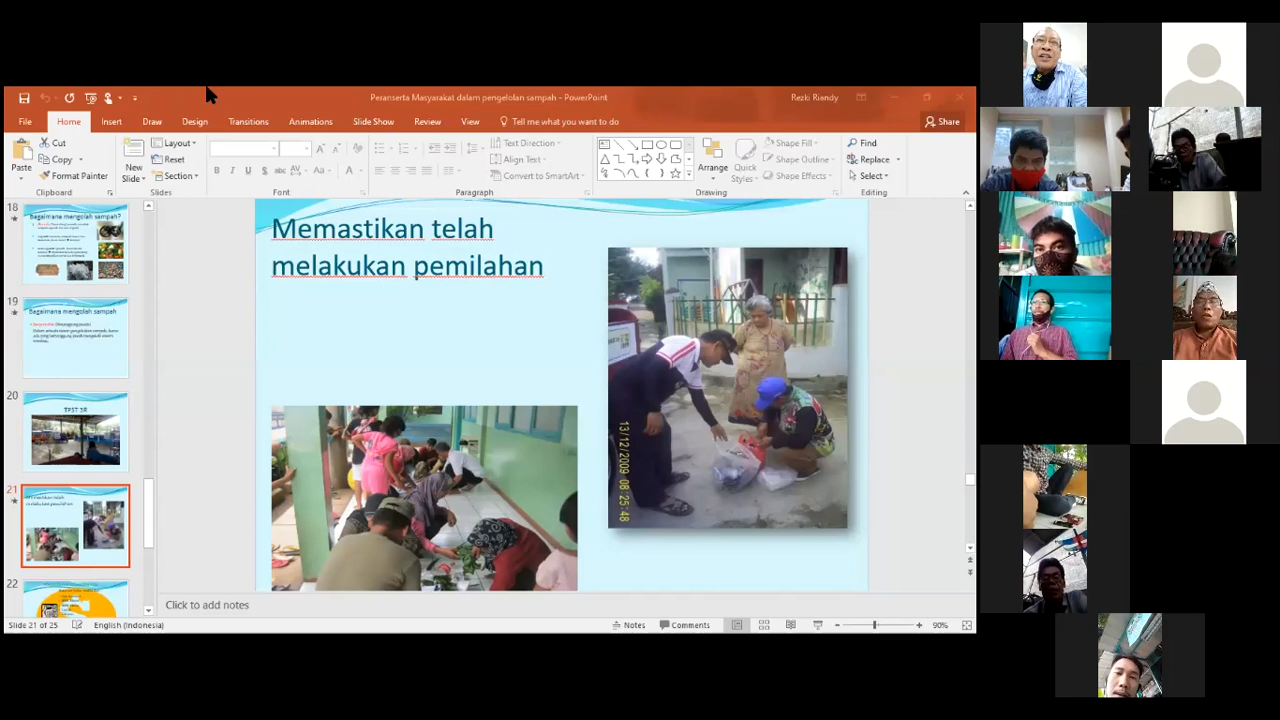 Peranserta Masyarakat dalam pengelolan sampah - PowerPoint
Rezki Riandy
File Home Insert Draw Design Transitions Animations Slide Show Review View Tell me what you want to do Share
Paste
Cut
Copy
Format Painter
Clipboard
New
Slide
Layout
Reset
Section
Slides
B I U S abc AV Aa A
Font
Text Direction
Align Text
Convert to SmartArt
Paragraph
Arrange
Quick
Styles
Shape Fill
Shape Outline
Shape Effects
Drawing
Find
Replace
Select
Editing
18
Bagaimana mengolah sampah?
19
Bagaimana mengolah sampah
20
TPST 3R
21
22
Memastikan telah
melakukan pemilahan
13/12/2009 08:25:48
Click to add notes
Slide 21 of 25
English (Indonesia)
Notes
Comments
90%